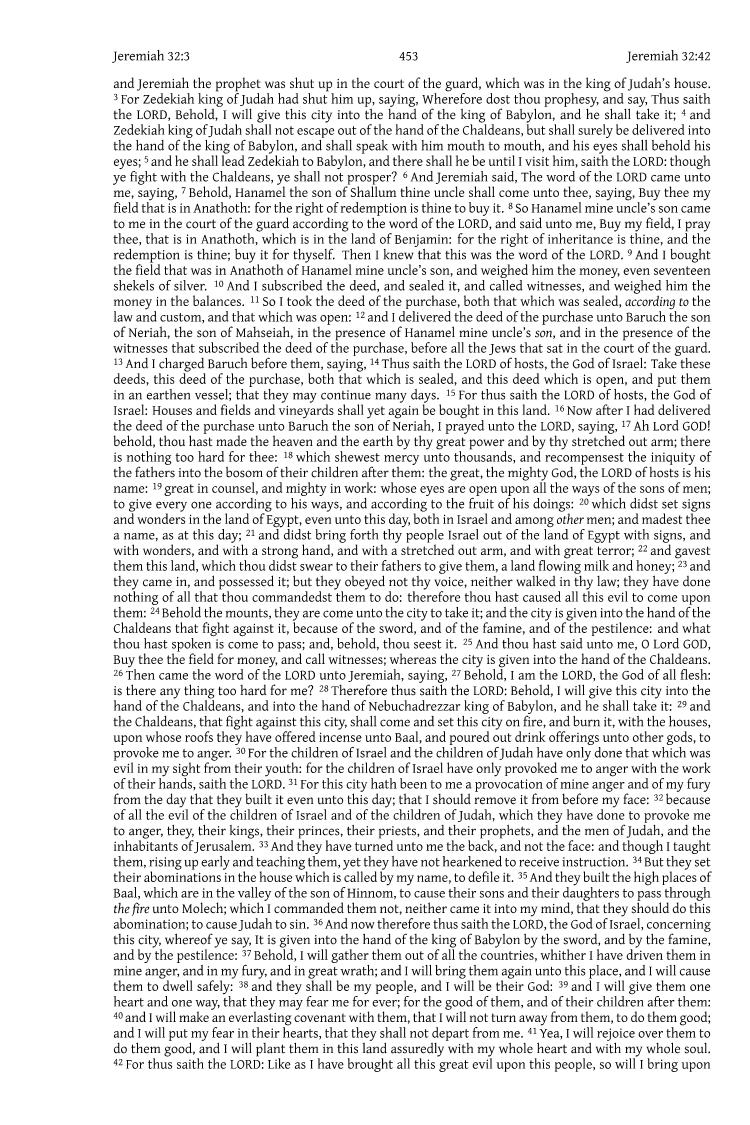 Jeremiah 32:3 453 Jeremiah 32:42
and Jeremiah the prophet was shut up in the court of the guard, which was in the king of Judah's house.
3 For Zedekiah king of Judah had shut him up, saying, Wherefore dost thou prophesy, and say, Thus saith
the LORD, Behold, I will give this city into the hand of the king of Babylon, and he shall take it; 4 and
Zedekiah king of Judah shall not escape out of the hand of the Chaldeans, but shall surely be delivered into
the hand of the king of Babylon, and shall speak with him mouth to mouth, and his eyes shall behold his
eyes; 5 and he shall lead Zedekiah to Babylon, and there shall he be until I visit him, saith the LORD: though
ye fight with the Chaldeans, ye shall not prosper? 6 And Jeremiah said, The word of the LORD came unto
me, saying, 7 Behold, Hanamel the son of Shallum thine uncle shall come unto thee, saying, Buy thee my
field that is in Anathoth: for the right of redemption is thine to buy it. 8 So Hanamel mine uncle's son came
to me in the court of the guard according to the word of the LORD, and said unto me, Buy my field, I pray
thee, that is in Anathoth, which is in the land of Benjamin: for the right of inheritance is thine, and the
redemption is thine; buy it for thyself. Then I knew that this was the word of the LORD. 9 And I bought
the field that was in Anathoth of Hanamel mine uncle's son, and weighed him the money, even seventeen
shekels of silver. 10 And I subscribed the deed, and sealed it, and called witnesses, and weighed him the
money in the balances. 11 So I took the deed of the purchase, both that which was sealed, according to the
law and custom, and that which was open: 12 and I delivered the deed of the purchase unto Baruch the son
of Neriah, the son of Mahseiah, in the presence of Hanamel mine uncle's son, and in the presence of the
witnesses that subscribed the deed of the purchase, before all the Jews that sat in the court of the guard.
13 And I charged Baruch before them, saying, 14 Thus saith the LORD of hosts, the God of Israel: Take these
deeds, this deed of the purchase, both that which is sealed, and this deed which is open, and put them
in an earthen vessel; that they may continue many days. 15 For thus saith the LORD of hosts, the God of
Israel: Houses and fields and vineyards shall yet again be bought in this land. 16 Now after I had delivered
the deed of the purchase unto Baruch the son of Neriah, I prayed unto the LORD, saying, 17 Ah Lord GOD!
behold, thou hast made the heaven and the earth by thy great power and by thy stretched out arm; there
is nothing too hard for thee: 18 which shewest mercy unto thousands, and recompensest the iniquity of
the fathers into the bosom of their children after them: the great, the mighty God, the LORD of hosts is his
name: 19 great in counsel, and mighty in work: whose eyes are open upon all the ways of the sons of men;
to give every one according to his ways, and according to the fruit of his doings: 20 which didst set signs
and wonders in the land of Egypt, even unto this day, both in Israel and among other men; and madest thee
a name, as at this day; 21 and didst bring forth thy people Israel out of the land of Egypt with signs, and
with wonders, and with a strong hand, and with a stretched out arm, and with great terror; 22 and gavest
them this land, which thou didst swear to their fathers to give them, a land flowing milk and honey; 23 and
they came in, and possessed it; but they obeyed not thy voice, neither walked in thy law; they have done
nothing of all that thou commandedst them to do: therefore thou hast caused all this evil to come upon
them: 24 Behold the mounts, they are come unto the city to take it; and the city is given into the hand of the
Chaldeans that fight against it, because of the sword, and of the famine, and of the pestilence: and what
thou hast spoken is come to pass; and, behold, thou seest it. 25 And thou hast said unto me, O Lord GOD,
Buy thee the field for money, and call witnesses; whereas the city is given into the hand of the Chaldeans.
26 Then came the word of the LORD unto Jeremiah, saying, 27 Behold, I am the LORD, the God of all flesh:
is there any thing too hard for me? 28 Therefore thus saith the LORD: Behold, I will give this city into the
hand of the Chaldeans, and into the hand of Nebuchadrezzar king of Babylon, and he shall take it: 29 and
the Chaldeans, that fight against this city, shall come and set this city on fire, and burn it, with the houses,
upon whose roofs they have offered incense unto Baal, and poured out drink offerings unto other gods, to
provoke me to anger. 30 For the children of Israel and the children of Judah have only done that which was
evil in my sight from their youth: for the children of Israel have only provoked me to anger with the work
of their hands, saith the LORD. 31 For this city hath been to me a provocation of mine anger and of my fury
from the day that they built it even unto this day; that I should remove it from before my face: 32 because
of all the evil of the children of Israel and of the children of Judah, which they have done to provoke me
to anger, they, their kings, their princes, their priests, and their prophets, and the men of Judah, and the
inhabitants of Jerusalem. 33 And they have turned unto me the back, and not the face: and though I taught
them, rising up early and teaching them, yet they have not hearkened to receive instruction. 34 But they set
their abominations in the house which is called by my name, to defile it. 35 And they built the high places of
Baal, which are in the valley of the son of Hinnom, to cause their sons and their daughters to pass through
the fire unto Molech; which I commanded them not, neither came it into my mind, that they should do this
abomination; to cause Judah to sin. 36 And now therefore thus saith the LORD, the God of Israel, concerning
this city, whereof ye say, It is given into the hand of the king of Babylon by the sword, and by the famine,
and by the pestilence: 37 Behold, I will gather them out of all the countries, whither I have driven them in
mine anger, and in my fury, and in great wrath; and I will bring them again unto this place, and I will cause
them to dwell safely: 38 and they shall be my people, and I will be their God: 39 and I will give them one
heart and one way, that they may fear me for ever; for the good of them, and of their children after them:
40 and I will make an everlasting covenant with them, that I will not turn away from them, to do them good;
and I will put my fear in their hearts, that they shall not depart from me. 41 Yea, I will rejoice over them to
do them good, and I will plant them in this land assuredly with my whole heart and with my whole soul.
42 For thus saith the LORD: Like as I have brought all this great evil upon this people, so will I bring upon